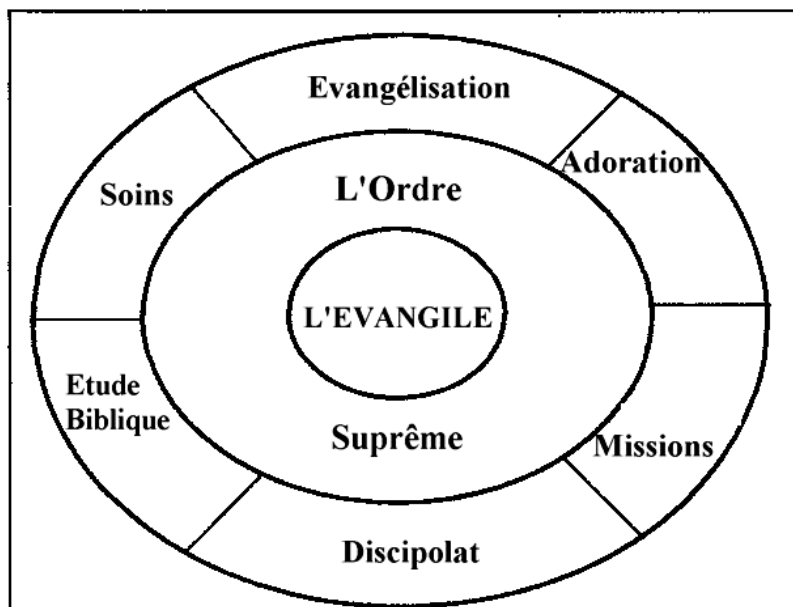 Evangélisation
Adoration
Soins
L'Ordre
L'EVANGILE
Etude
Biblique
Suprême
Missions
Discipolat